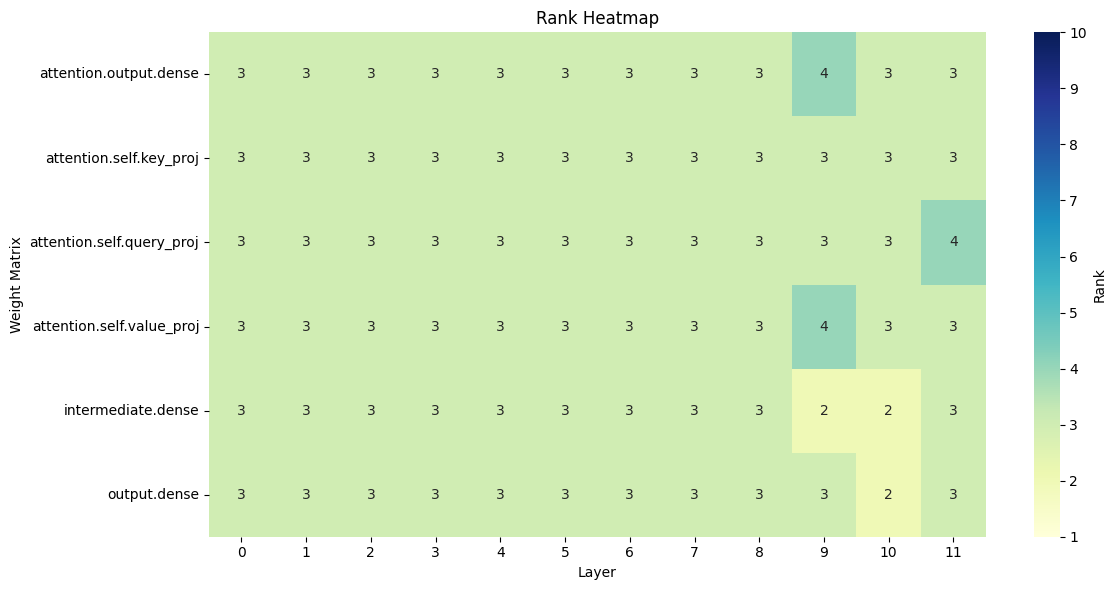 Rank Heatmap
Weight Matrix
attention.output.dense 3 3 3 3 3 3 3 3 3 4 3 3
attention.self.key_proj 3 3 3 3 3 3 3 3 3 3 3 3
attention.self.query_proj 3 3 3 3 3 3 3 3 3 3 3 4
attention.self.value_proj 3 3 3 3 3 3 3 3 3 4 3 3
intermediate.dense 3 3 3 3 3 3 3 3 3 2 2 3
output.dense 3 3 3 3 3 3 3 3 3 3 2 3
0 1 2 3 4 5 6 7 8 9 10 11
Layer
10
9
8
7
6
5
4
3
2
1
Rank